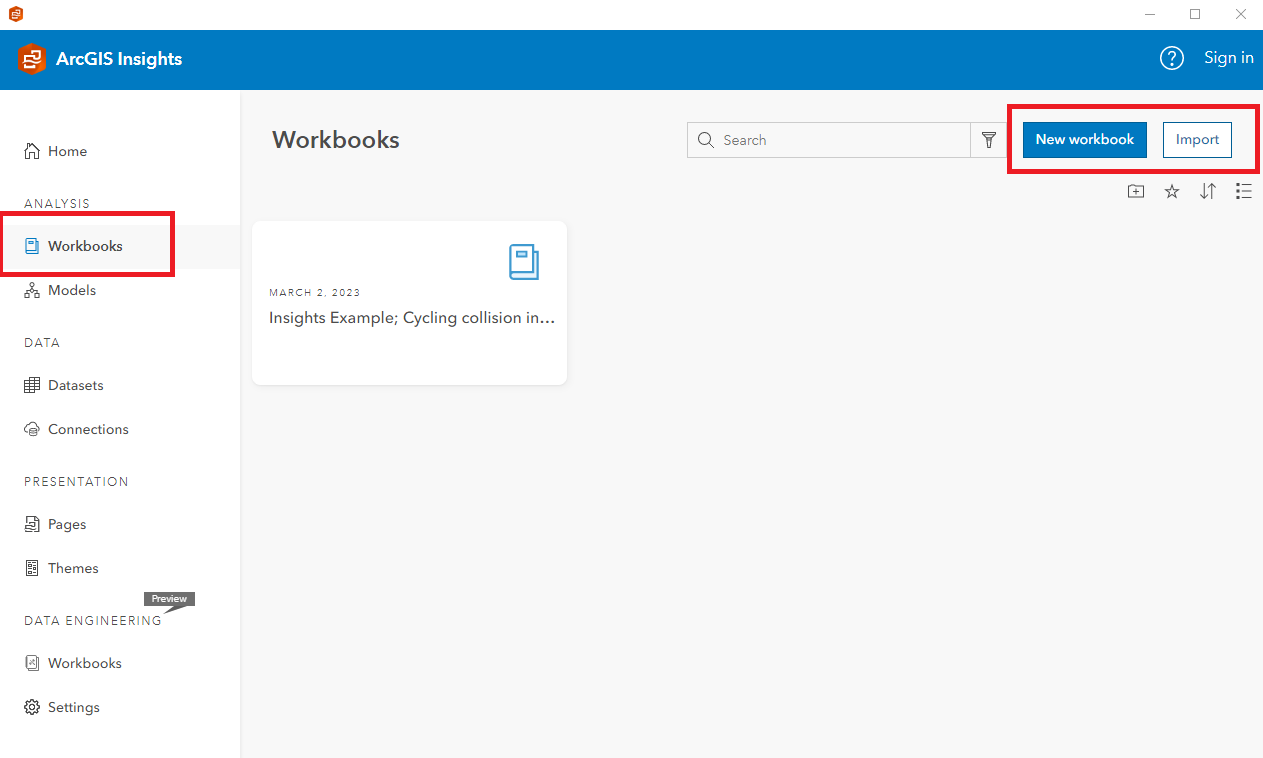 ArcGIS Insights
Sign in
Home
ANALYSIS
Workbooks
Models
DATA
Datasets
Connections
PRESENTATION
Pages
Themes
Preview
DATA ENGINEERING
Workbooks
Settings
Workbooks
Search
New workbook
Import
MARCH 2, 2023
Insights Example; Cycling collision in...